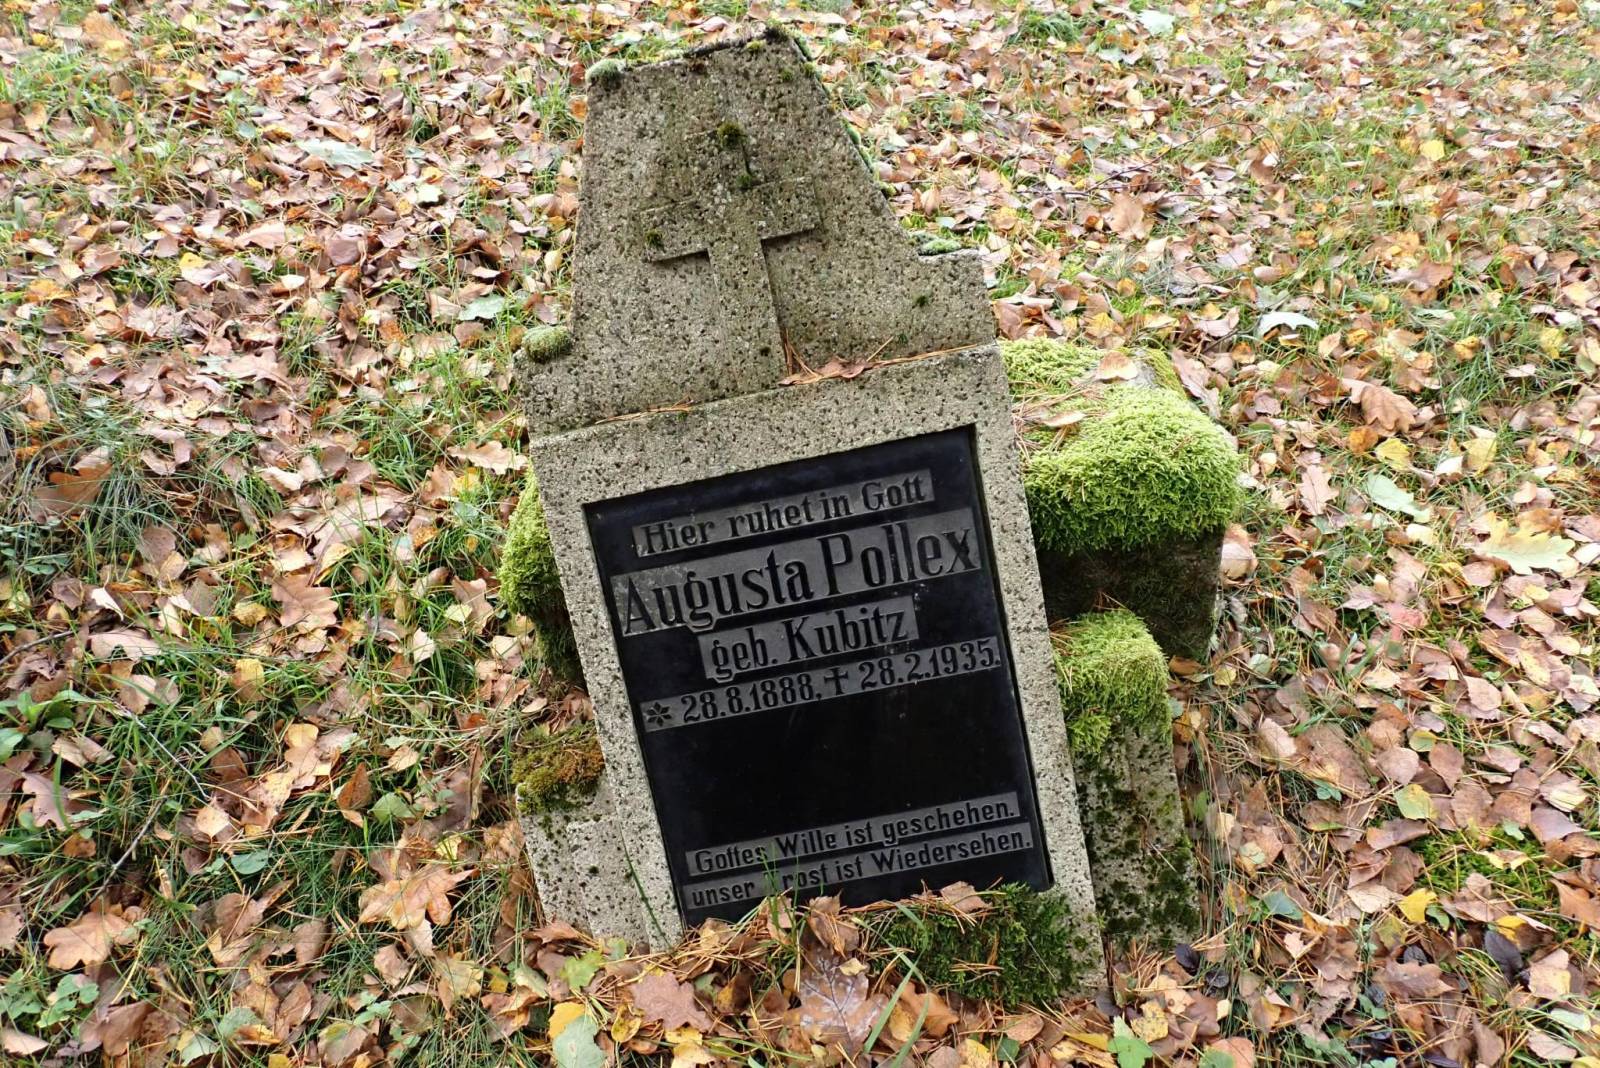 Hier ruhet in Gott
Augusta Pollex
geb. Kubitz
* 28.8.1888, † 28.2.1935.
Gottes Wille ist geschehen.
unser Trost ist Wiedersehen.